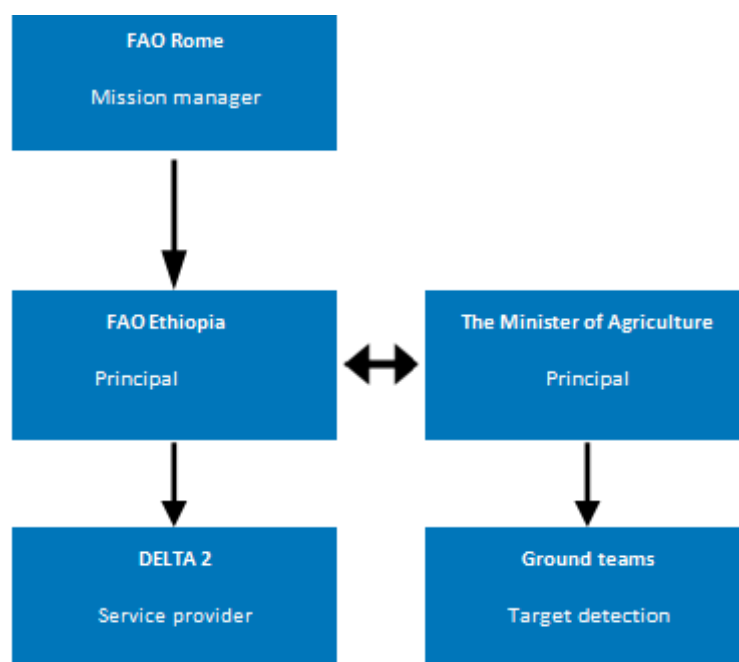 FAO Rome
Mission manager
FAO Ethiopia
Principal
The Minister of Agriculture
Principal
DELTA 2
Service provider
Ground teams
Target detection